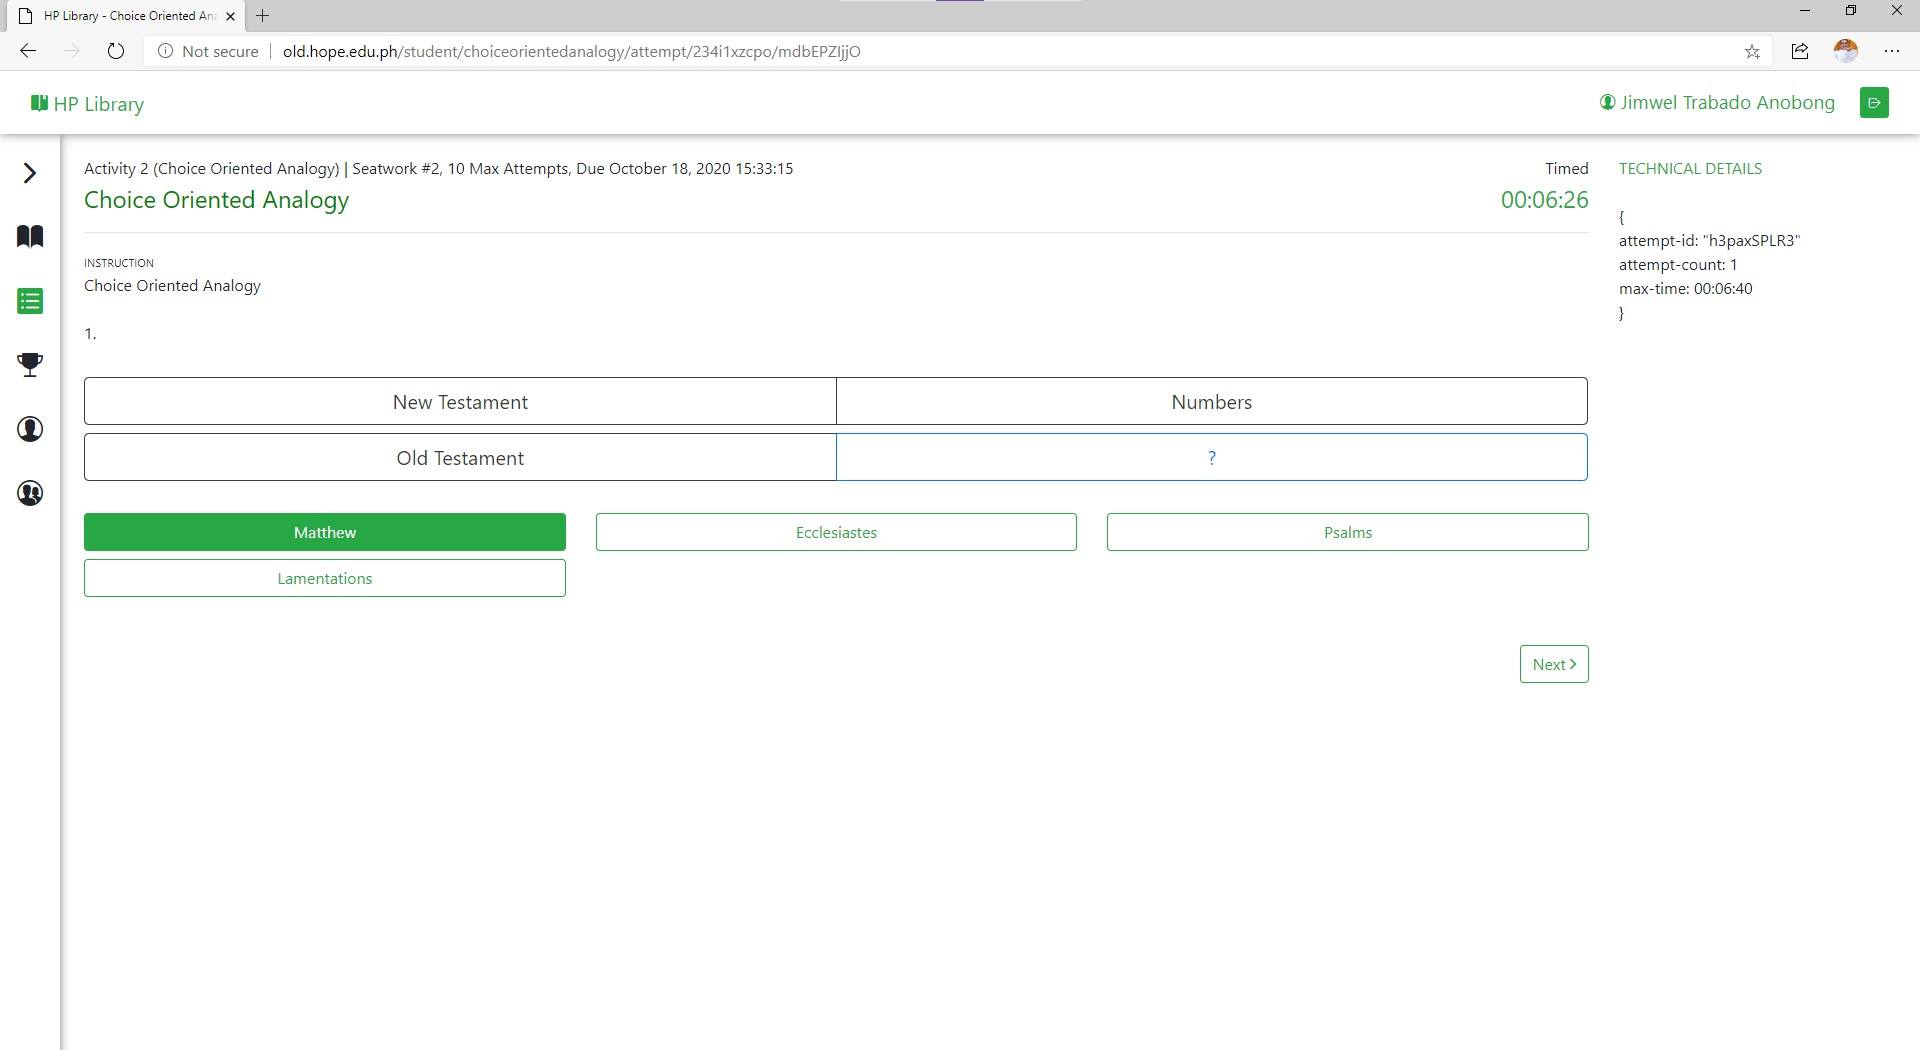 HP Library - Choice Oriented An
Not secure
old.hope.edu.ph/student/choiceorientedanalogy/attempt/234i1xzcpo/mdbEPZIjjO
HP Library
Jimwel Trabado Anobong
Activity 2 (Choice Oriented Analogy) | Seatwork #2, 10 Max Attempts, Due October 18, 2020 15:33:15
Timed
Choice Oriented Analogy
00:06:26
INSTRUCTION
Choice Oriented Analogy
1.
New Testament
Numbers
Old Testament
?
Matthew
Ecclesiastes
Psalms
Lamentations
Next
TECHNICAL DETAILS
{
attempt-id: "h3paxSPLR3"
attempt-count: 1
max-time: 00:06:40
}